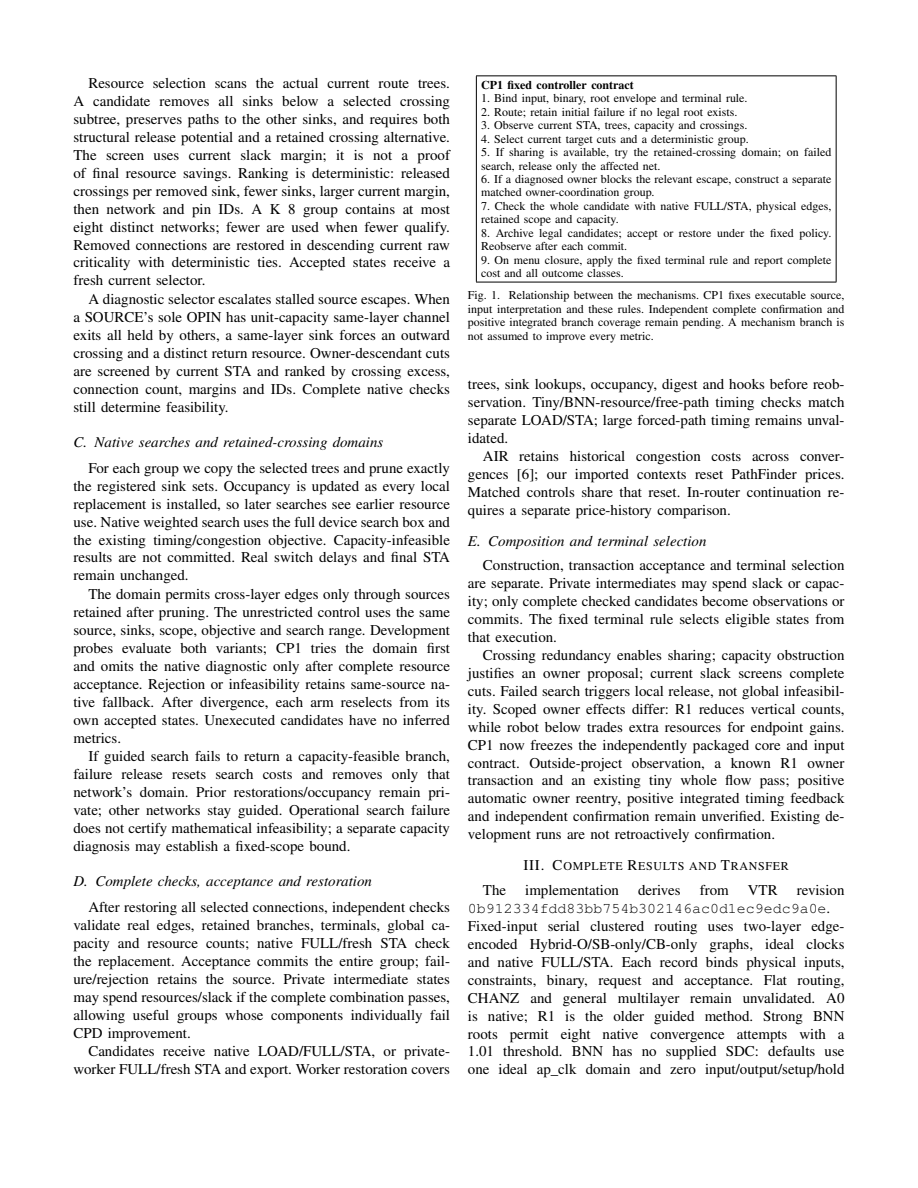 Resource selection scans the actual current route trees.
A candidate removes all sinks below a selected crossing
subtree, preserves paths to the other sinks, and requires both
structural release potential and a retained crossing alternative.
The screen uses current slack margin; it is not a proof
of final resource savings. Ranking is deterministic: released
crossings per removed sink, fewer sinks, larger current margin,
then network and pin IDs. A K 8 group contains at most
eight distinct networks; fewer are used when fewer qualify.
Removed connections are restored in descending current raw
criticality with deterministic ties. Accepted states receive a
fresh current selector.
A diagnostic selector escalates stalled source escapes. When
a SOURCE's sole OPIN has unit-capacity same-layer channel
exits all held by others, a same-layer sink forces an outward
crossing and a distinct return resource. Owner-descendant cuts
are screened by current STA and ranked by crossing excess,
connection count, margins and IDs. Complete native checks
still determine feasibility.
C. Native searches and retained-crossing domains
For each group we copy the selected trees and prune exactly
the registered sink sets. Occupancy is updated as every local
replacement is installed, so later searches see earlier resource
use. Native weighted search uses the full device search box and
the existing timing/congestion objective. Capacity-infeasible
results are not committed. Real switch delays and final STA
remain unchanged.
The domain permits cross-layer edges only through sources
retained after pruning. The unrestricted control uses the same
source, sinks, scope, objective and search range. Development
probes evaluate both variants; CP1 tries the domain first
and omits the native diagnostic only after complete resource
acceptance. Rejection or infeasibility retains same-source na-
tive fallback. After divergence, each arm reselects from its
own accepted states. Unexecuted candidates have no inferred
metrics.
If guided search fails to return a capacity-feasible branch,
failure release resets search costs and removes only that
network's domain. Prior restorations/occupancy remain pri-
vate; other networks stay guided. Operational search failure
does not certify mathematical infeasibility; a separate capacity
diagnosis may establish a fixed-scope bound.
D. Complete checks, acceptance and restoration
After restoring all selected connections, independent checks
validate real edges, retained branches, terminals, global ca-
pacity and resource counts; native FULL/fresh STA check
the replacement. Acceptance commits the entire group; fail-
ure/rejection retains the source. Private intermediate states
may spend resources/slack if the complete combination passes,
allowing useful groups whose components individually fail
CPD improvement.
Candidates receive native LOAD/FULL/STA, or private-
worker FULL/fresh STA and export. Worker restoration covers
CP1 fixed controller contract
1. Bind input, binary, root envelope and terminal rule.
2. Route; retain initial failure if no legal root exists.
3. Observe current STA, trees, capacity and crossings.
4. Select current target cuts and a deterministic group.
5. If sharing is available, try the retained-crossing domain; on failed
search, release only the affected net.
6. If a diagnosed owner blocks the relevant escape, construct a separate
matched owner-coordination group.
7. Check the whole candidate with native FULL/STA, physical edges,
retained scope and capacity.
8. Archive legal candidates; accept or restore under the fixed policy.
Reobserve after each commit.
9. On menu closure, apply the fixed terminal rule and report complete
cost and all outcome classes.
Fig. 1. Relationship between the mechanisms. CP1 fixes executable source,
input interpretation and these rules. Independent complete confirmation and
positive integrated branch coverage remain pending. A mechanism branch is
not assumed to improve every metric.
trees, sink lookups, occupancy, digest and hooks before reob-
servation. Tiny/BNN-resource/free-path timing checks match
separate LOAD/STA; large forced-path timing remains unval-
idated.
AIR retains historical congestion costs across conver-
gences [6]; our imported contexts reset PathFinder prices.
Matched controls share that reset. In-router continuation re-
quires a separate price-history comparison.
E. Composition and terminal selection
Construction, transaction acceptance and terminal selection
are separate. Private intermediates may spend slack or capac-
ity; only complete checked candidates become observations or
commits. The fixed terminal rule selects eligible states from
that execution.
Crossing redundancy enables sharing; capacity obstruction
justifies an owner proposal; current slack screens complete
cuts. Failed search triggers local release, not global infeasibil-
ity. Scoped owner effects differ: R1 reduces vertical counts,
while robot below trades extra resources for endpoint gains.
CP1 now freezes the independently packaged core and input
contract. Outside-project observation, a known R1 owner
transaction and an existing tiny whole flow pass; positive
automatic owner reentry, positive integrated timing feedback
and independent confirmation remain unverified. Existing de-
velopment runs are not retroactively confirmation.
III. COMPLETE RESULTS AND TRANSFER
The implementation derives from VTR revision
0b912334fdd83bb754b302146ac0d1ec9edc9a0e.
Fixed-input serial clustered routing uses two-layer edge-
encoded Hybrid-O/SB-only/CB-only graphs, ideal clocks
and native FULL/STA. Each record binds physical inputs,
constraints, binary, request and acceptance. Flat routing,
CHANZ and general multilayer remain unvalidated. A0
is native; R1 is the older guided method. Strong BNN
roots permit eight native convergence attempts with a
1.01 threshold. BNN has no supplied SDC: defaults use
one ideal ap_clk domain and zero input/output/setup/hold